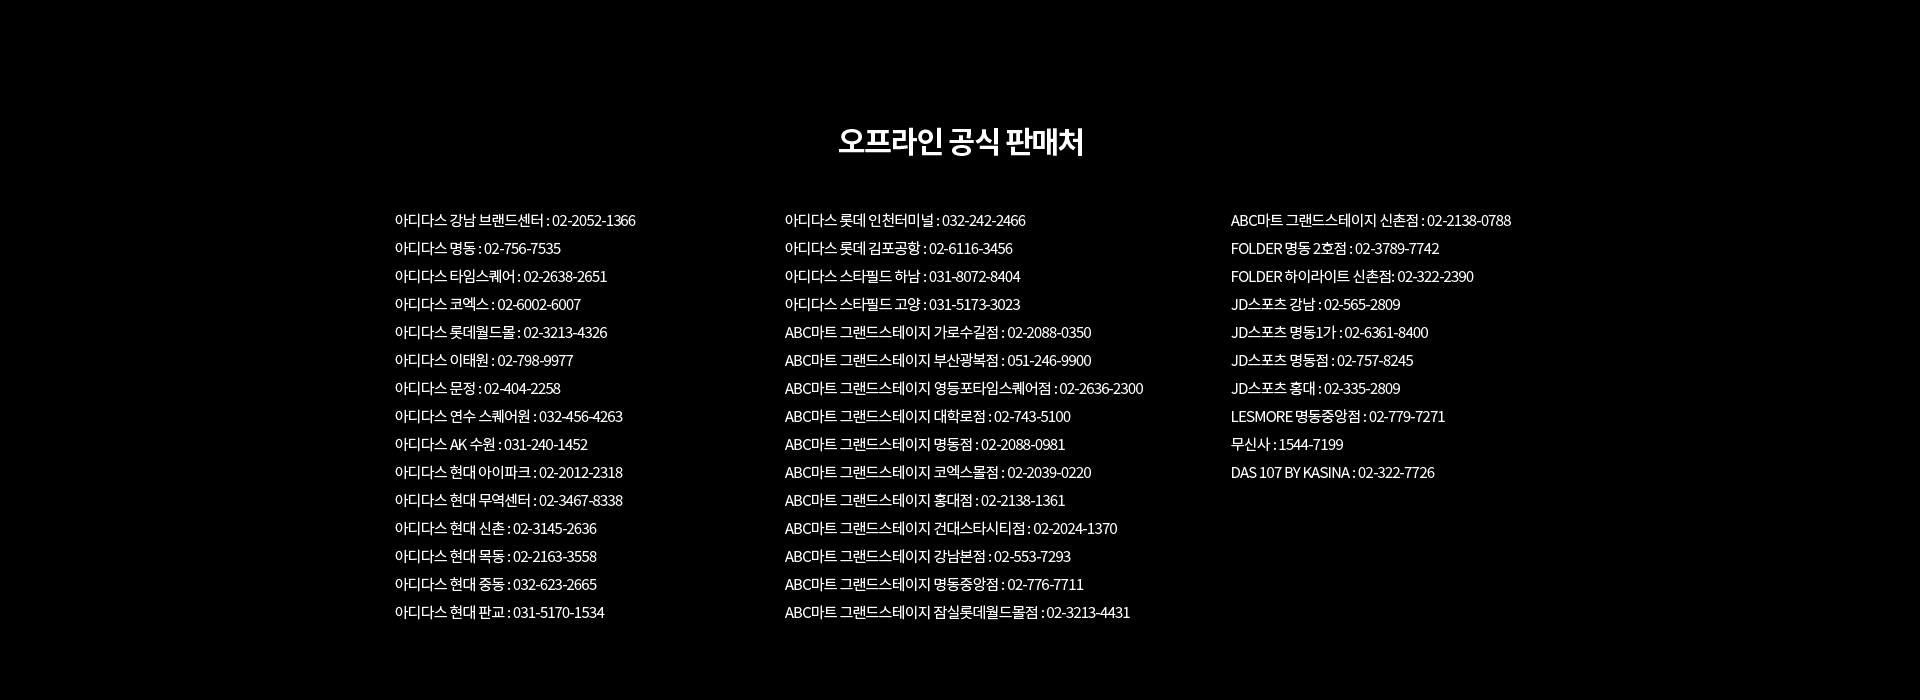 오프라인 공식 판매처
아디다스 강남 브랜드센터 : 02-2052-1366
아디다스 명동 : 02-756-7535
아디다스 타임스퀘어 : 02-2638-2651
아디다스 코엑스 : 02-6002-6007
아디다스 롯데월드몰 : 02-3213-4326
아디다스 이태원 : 02-798-9977
아디다스 문정 : 02-404-2258
아디다스 연수 스퀘어원 : 032-456-4263
아디다스 AK 수원 : 031-240-1452
아디다스 현대 아이파크 : 02-2012-2318
아디다스 현대 무역센터 : 02-3467-8338
아디다스 현대 신촌 : 02-3145-2636
아디다스 현대 목동 : 02-2163-3558
아디다스 현대 중동 : 032-623-2665
아디다스 현대 판교 : 031-5170-1534
아디다스 롯데 인천터미널 : 032-242-2466
아디다스 롯데 김포공항 : 02-6116-3456
아디다스 스타필드 하남 : 031-8072-8404
아디다스 스타필드 고양 : 031-5173-3023
ABC마트 그랜드스테이지 가로수길점 : 02-2088-0350
ABC마트 그랜드스테이지 부산광복점 : 051-246-9900
ABC마트 그랜드스테이지 영등포타임스퀘어점 : 02-2636-2300
ABC마트 그랜드스테이지 대학로점 : 02-743-5100
ABC마트 그랜드스테이지 명동점 : 02-2088-0981
ABC마트 그랜드스테이지 코엑스몰점 : 02-2039-0220
ABC마트 그랜드스테이지 홍대점 : 02-2138-1361
ABC마트 그랜드스테이지 건대스타시티점 : 02-2024-1370
ABC마트 그랜드스테이지 강남본점 : 02-553-7293
ABC마트 그랜드스테이지 명동중앙점 : 02-776-7711
ABC마트 그랜드스테이지 잠실롯데월드몰점 : 02-3213-4431
ABC마트 그랜드스테이지 신촌점 : 02-2138-0788
FOLDER 명동 2호점 : 02-3789-7742
FOLDER 하이라이트 신촌점: 02-322-2390
JD스포츠 강남 : 02-565-2809
JD스포츠 명동1가 : 02-6361-8400
JD스포츠 명동점 : 02-757-8245
JD스포츠 홍대 : 02-335-2809
LESMORE 명동중앙점 : 02-779-7271
무신사 : 1544-7199
DAS 107 BY KASINA : 02-322-7726